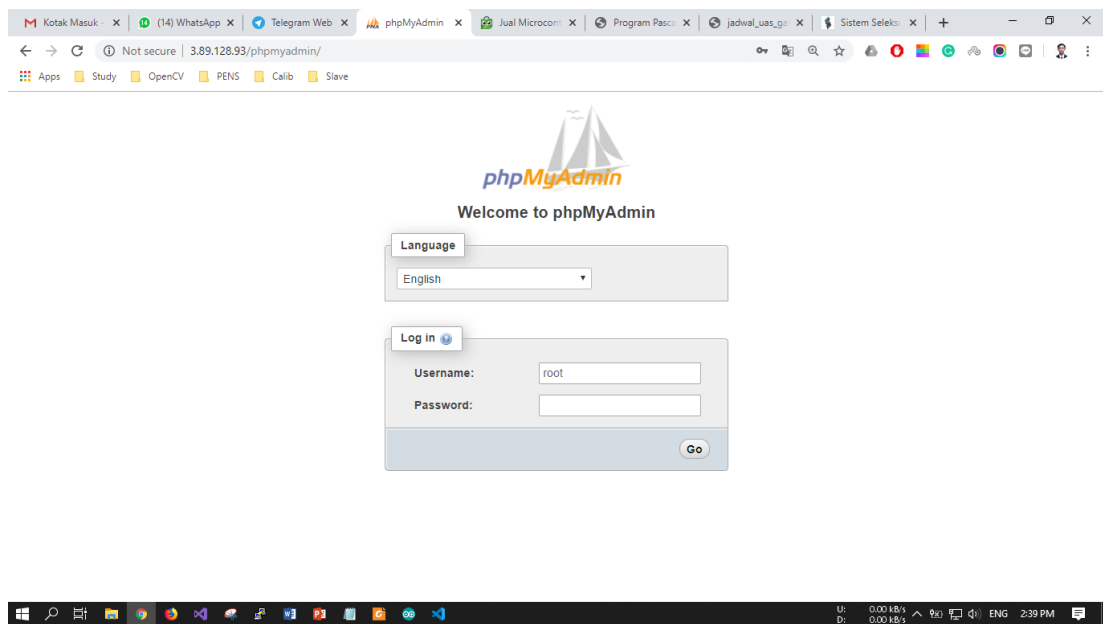 Kotak Masuk -
(14) WhatsApp
Telegram Web
phpMyAdmin
Jual Microcont
Program Pasca
jadwal_uas_ga
Sistem Seleksi
Not secure | 3.89.128.93/phpmyadmin/
Apps Study OpenCV PENS Calib Slave
phpMyAdmin
Welcome to phpMyAdmin
Language
English
Log in
Username: root
Password:
Go
U: 0.00 kB/s
D: 0.00 kB/s
ENG 2:39 PM